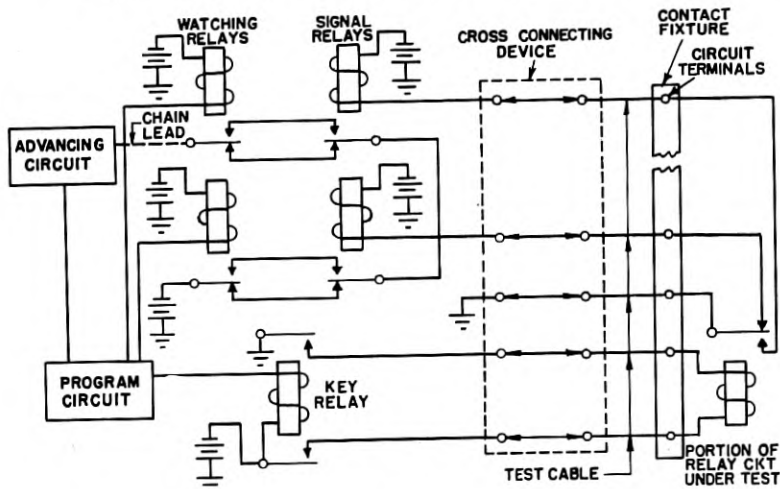 WATCHING
RELAYS
SIGNAL
RELAYS
CROSS CONNECTING
DEVICE
CONTACT
FIXTURE
CIRCUIT
TERMINALS
CHAIN
LEAD
ADVANCING
CIRCUIT
PROGRAM
CIRCUIT
KEY
RELAY
TEST CABLE
PORTION OF
RELAY CKT
UNDER TEST